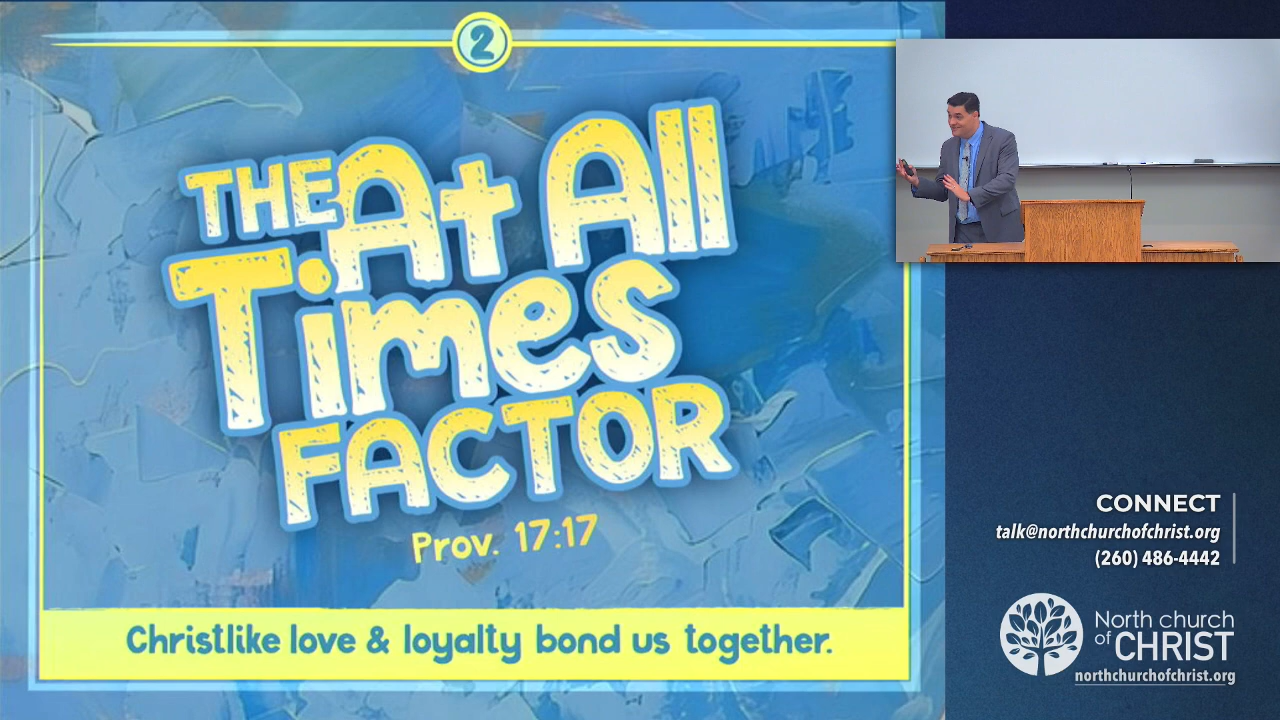 2
THE At All
Times
FACTOR
Prov. 17:17
Christlike love & loyalty bond us together.
CONNECT
talk@northchurchofchrist.org
(260) 486-4442
North church
of CHRIST
northchurchofchrist.org